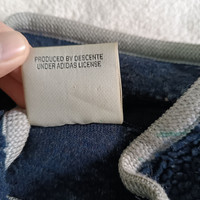 PRODUCED BY DESCENTE
UNDER ADIDAS LICENSE